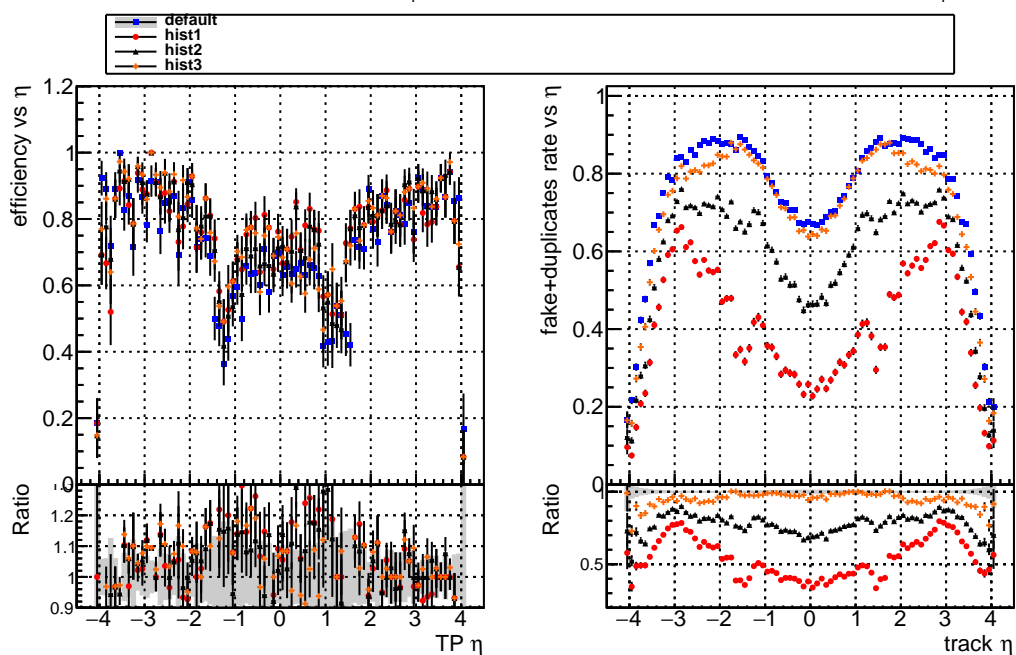 default
hist1
hist2
hist3
efficiency vs η
1.2
1
0.8
0.6
0.4
0.2
0
fake+duplicates rate vs η
1
0.8
0.6
0.4
0.2
0
Ratio
1.2
1.1
1
0.9
−4 −3 −2 −1 0 1 2 3 4
TP η
Ratio
0.5
−4 −3 −2 −1 0 1 2 3 4
track η